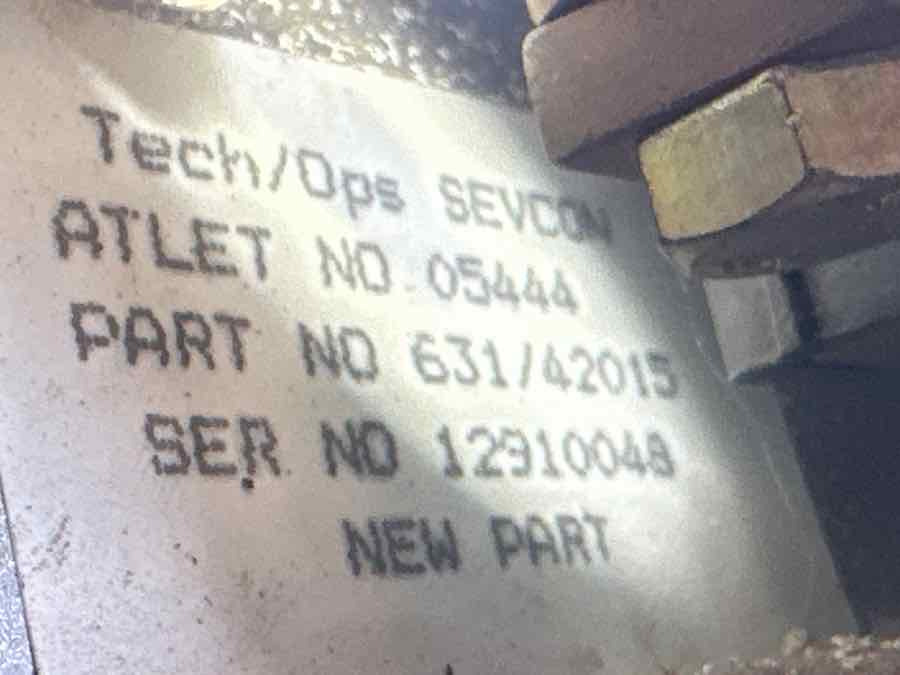 Tech/Ops SEVCON
ATLET NO 05444
PART NO 631/42015
SER NO 12910048
NEW PART